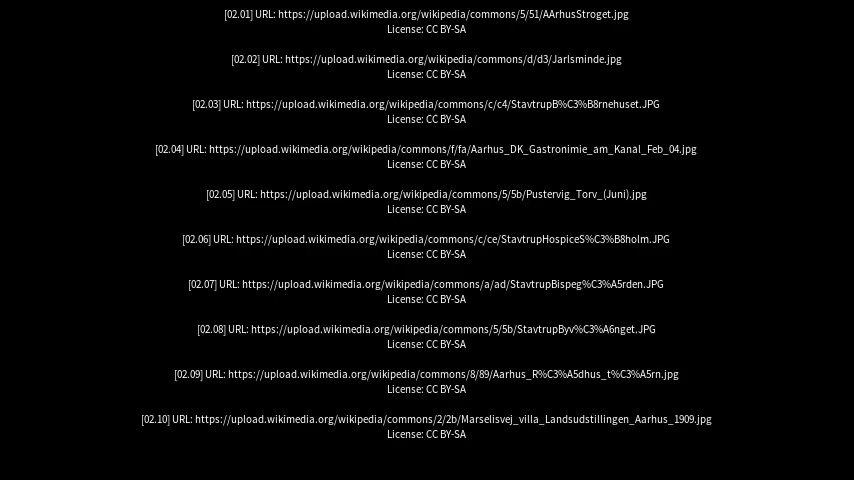 [02.01] URL: https://upload.wikimedia.org/wikipedia/commons/5/51/AArhusStroget.jpg
License: CC BY-SA
[02.02] URL: https://upload.wikimedia.org/wikipedia/commons/d/d3/Jarlsminde.jpg
License: CC BY-SA
[02.03] URL: https://upload.wikimedia.org/wikipedia/commons/c/c4/StavtrupB%C3%B8rnehuset.JPG
License: CC BY-SA
[02.04] URL: https://upload.wikimedia.org/wikipedia/commons/f/fa/Aarhus_DK_Gastronimie_am_Kanal_Feb_04.jpg
License: CC BY-SA
[02.05] URL: https://upload.wikimedia.org/wikipedia/commons/5/5b/Pustervig_Torv_(Juni).jpg
License: CC BY-SA
[02.06] URL: https://upload.wikimedia.org/wikipedia/commons/c/ce/StavtrupHospiceS%C3%B8holm.JPG
License: CC BY-SA
[02.07] URL: https://upload.wikimedia.org/wikipedia/commons/a/ad/StavtrupBispeg%C3%A5rden.JPG
License: CC BY-SA
[02.08] URL: https://upload.wikimedia.org/wikipedia/commons/5/5b/StavtrupByv%C3%A6nget.JPG
License: CC BY-SA
[02.09] URL: https://upload.wikimedia.org/wikipedia/commons/8/89/Aarhus_R%C3%A5dhus_t%C3%A5rn.jpg
License: CC BY-SA
[02.10] URL: https://upload.wikimedia.org/wikipedia/commons/2/2b/Marselisvej_villa_Landsudstillingen_Aarhus_1909.jpg
License: CC BY-SA